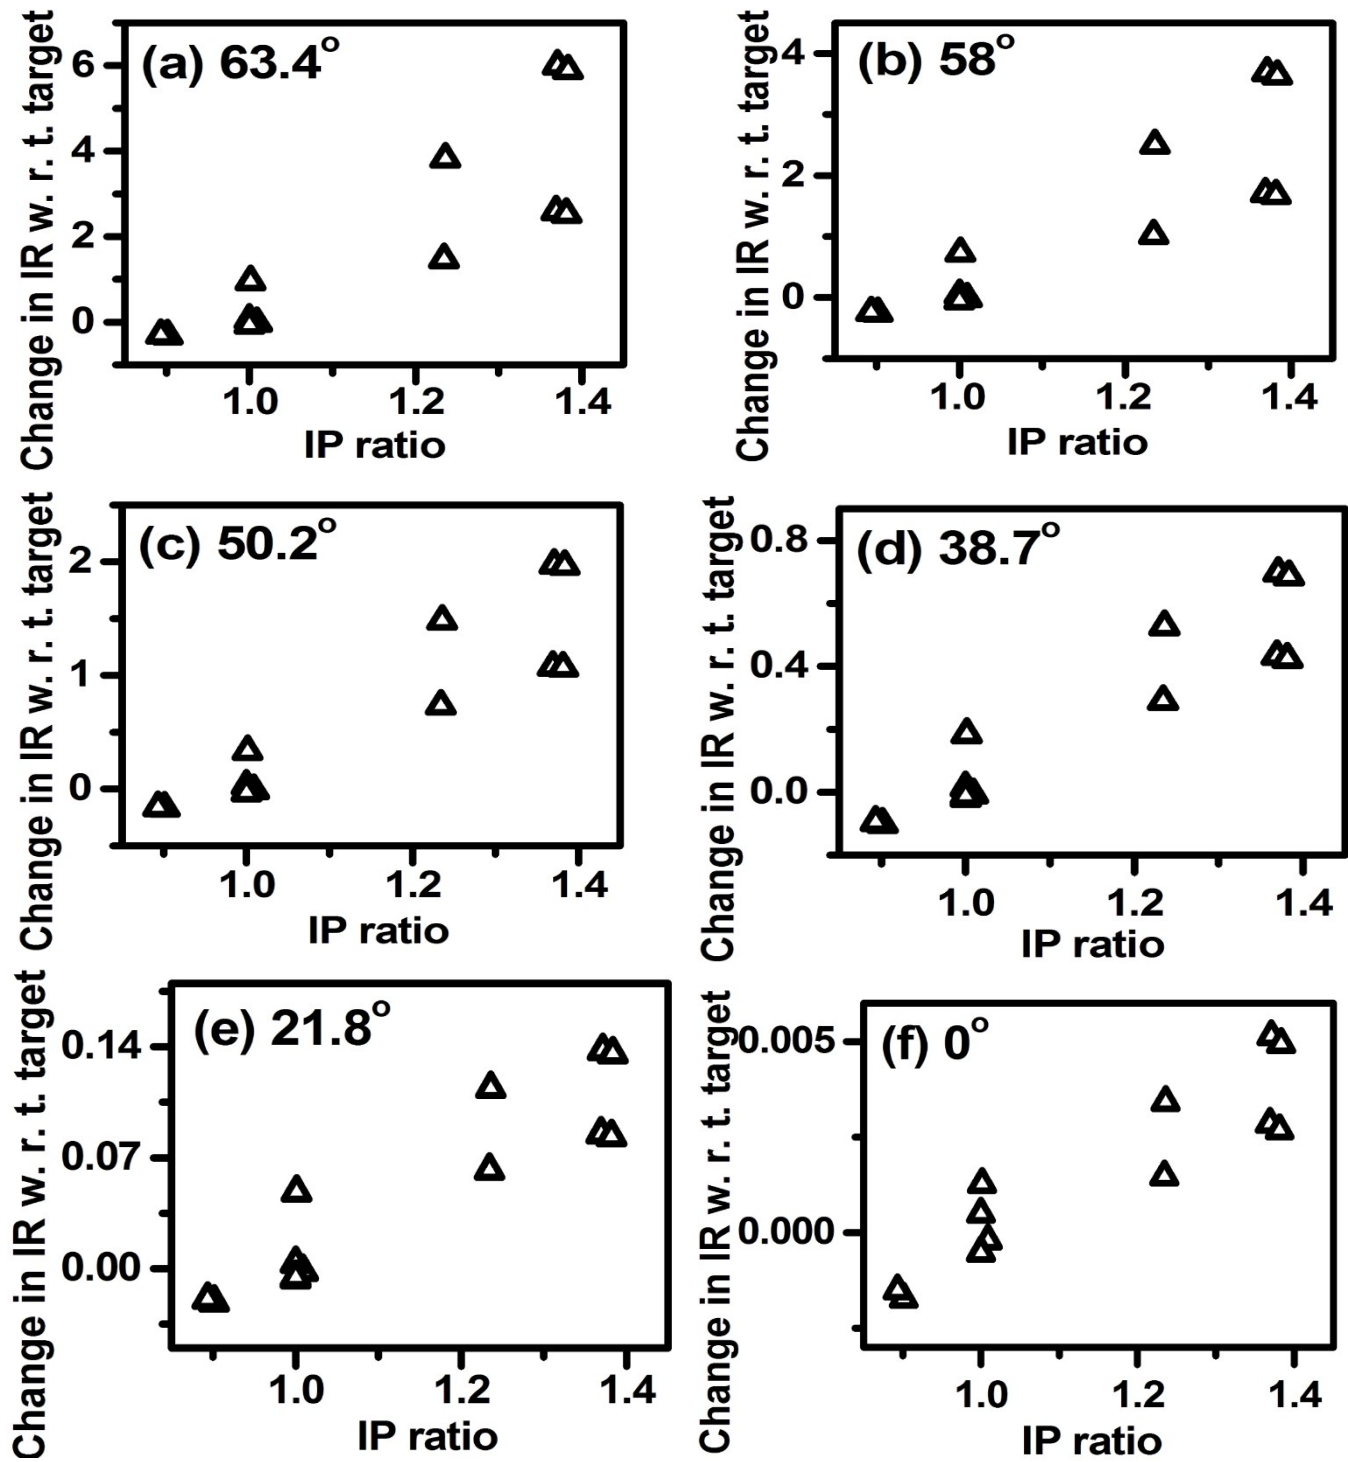 Change in IR w. r. t. target
(a) 63.4°
6
4
2
0
1.0 1.2 1.4
IP ratio
Change in IR w. r. t. target
(b) 58°
4
2
0
1.0 1.2 1.4
IP ratio
Change in IR w. r. t. target
(c) 50.2°
2
1
0
1.0 1.2 1.4
IP ratio
Change in IR w. r. t. target
(d) 38.7°
0.8
0.4
0.0
1.0 1.2 1.4
IP ratio
Change in IR w. r. t. target
(e) 21.8°
0.14
0.07
0.00
1.0 1.2 1.4
IP ratio
Change in IR w. r. t. target
(f) 0°
0.005
0.000
1.0 1.2 1.4
IP ratio